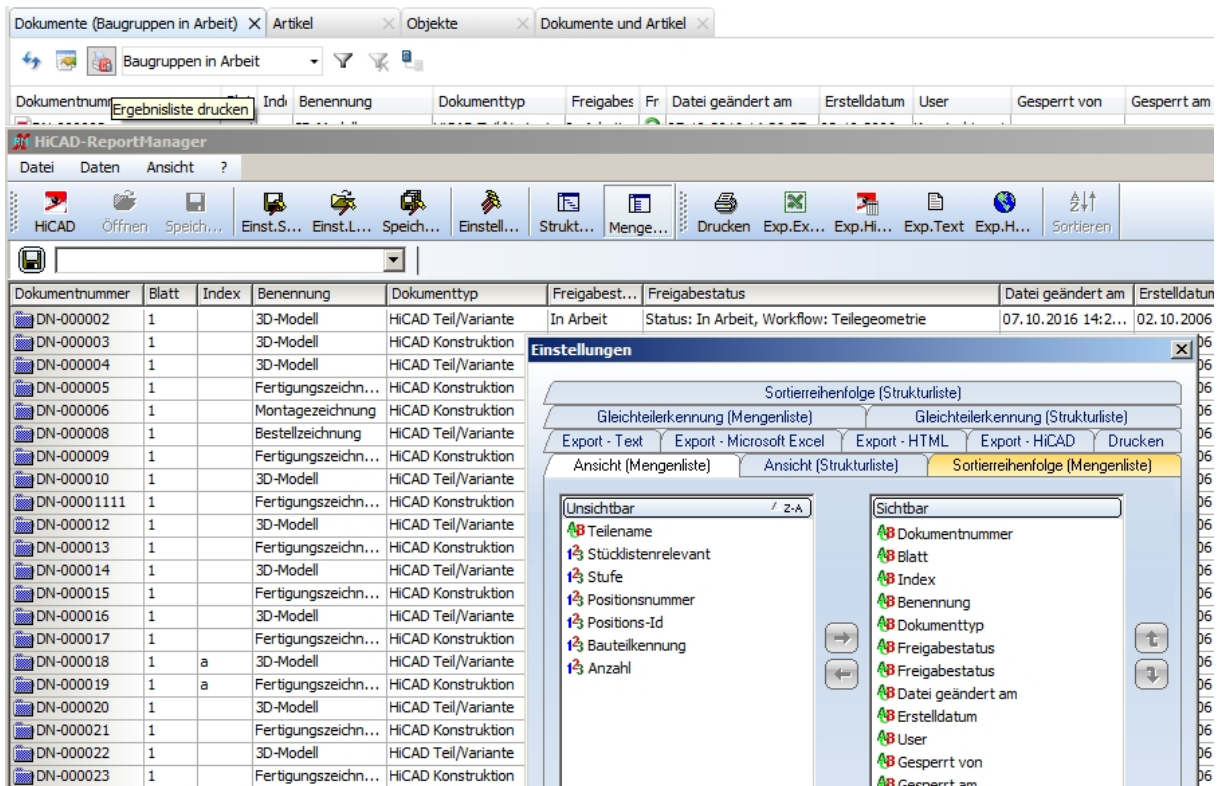 Dokumente (Baugruppen in Arbeit) Artikel Objekte Dokumente und Artikel
Baugruppen in Arbeit
Ergebnisliste drucken
Benennung Dokumenttyp Freigabes Fr Datei geändert am Erstelldatum User Gesperrt von Gesperrt am
HiCAD-ReportManager
Datei Daten Ansicht ?
HiCAD Öffnen Speich... Einst.S... Einst.L... Speich... Einstell... Strukt... Menge... Drucken Exp.Ex... Exp.Hi... Exp.Text Exp.H... Sortieren
Dokumentnummer Blatt Index Benennung Dokumenttyp Freigabest... Freigabestatus Datei geändert am Erstelldatum
DN-000002 1 3D-Modell HiCAD Teil/Variante In Arbeit Status: In Arbeit, Workflow: Teilegeometrie 07.10.2016 14:2... 02.10.2006
DN-000003 1 3D-Modell HiCAD Konstruktion
DN-000004 1 3D-Modell HiCAD Teil/Variante
DN-000005 1 Fertigungszeichn... HiCAD Konstruktion
DN-000006 1 Montagezeichnung HiCAD Konstruktion
DN-000008 1 Bestellzeichnung HiCAD Teil/Variante
DN-000009 1 Fertigungszeichn... HiCAD Konstruktion
DN-000010 1 3D-Modell HiCAD Teil/Variante
DN-00001111 1 Fertigungszeichn... HiCAD Konstruktion
DN-000012 1 3D-Modell HiCAD Teil/Variante
DN-000013 1 Fertigungszeichn... HiCAD Konstruktion
DN-000014 1 3D-Modell HiCAD Teil/Variante
DN-000015 1 Fertigungszeichn... HiCAD Konstruktion
DN-000016 1 3D-Modell HiCAD Teil/Variante
DN-000017 1 Fertigungszeichn... HiCAD Konstruktion
DN-000018 1 a 3D-Modell HiCAD Teil/Variante
DN-000019 1 a Fertigungszeichn... HiCAD Konstruktion
DN-000020 1 3D-Modell HiCAD Teil/Variante
DN-000021 1 Fertigungszeichn... HiCAD Konstruktion
DN-000022 1 3D-Modell HiCAD Teil/Variante
DN-000023 1 Fertigungszeichn... HiCAD Konstruktion
Einstellungen
Sortierreihenfolge (Strukturliste)
Gleichteilerkennung (Mengenliste) Gleichteilerkennung (Strukturliste)
Export - Text Export - Microsoft Excel Export - HTML Export - HiCAD Drucken
Ansicht (Mengenliste) Ansicht (Strukturliste) Sortierreihenfolge (Mengenliste)
Unsichtbar / Z-A
Teilename
Stücklistenrelevant
Stufe
Positionsnummer
Positions-Id
Bauteilkennung
Anzahl
Sichtbar
Dokumentnummer
Blatt
Index
Benennung
Dokumenttyp
Freigabestatus
Freigabestatus
Datei geändert am
Erstelldatum
User
Gesperrt von
Gesperrt am